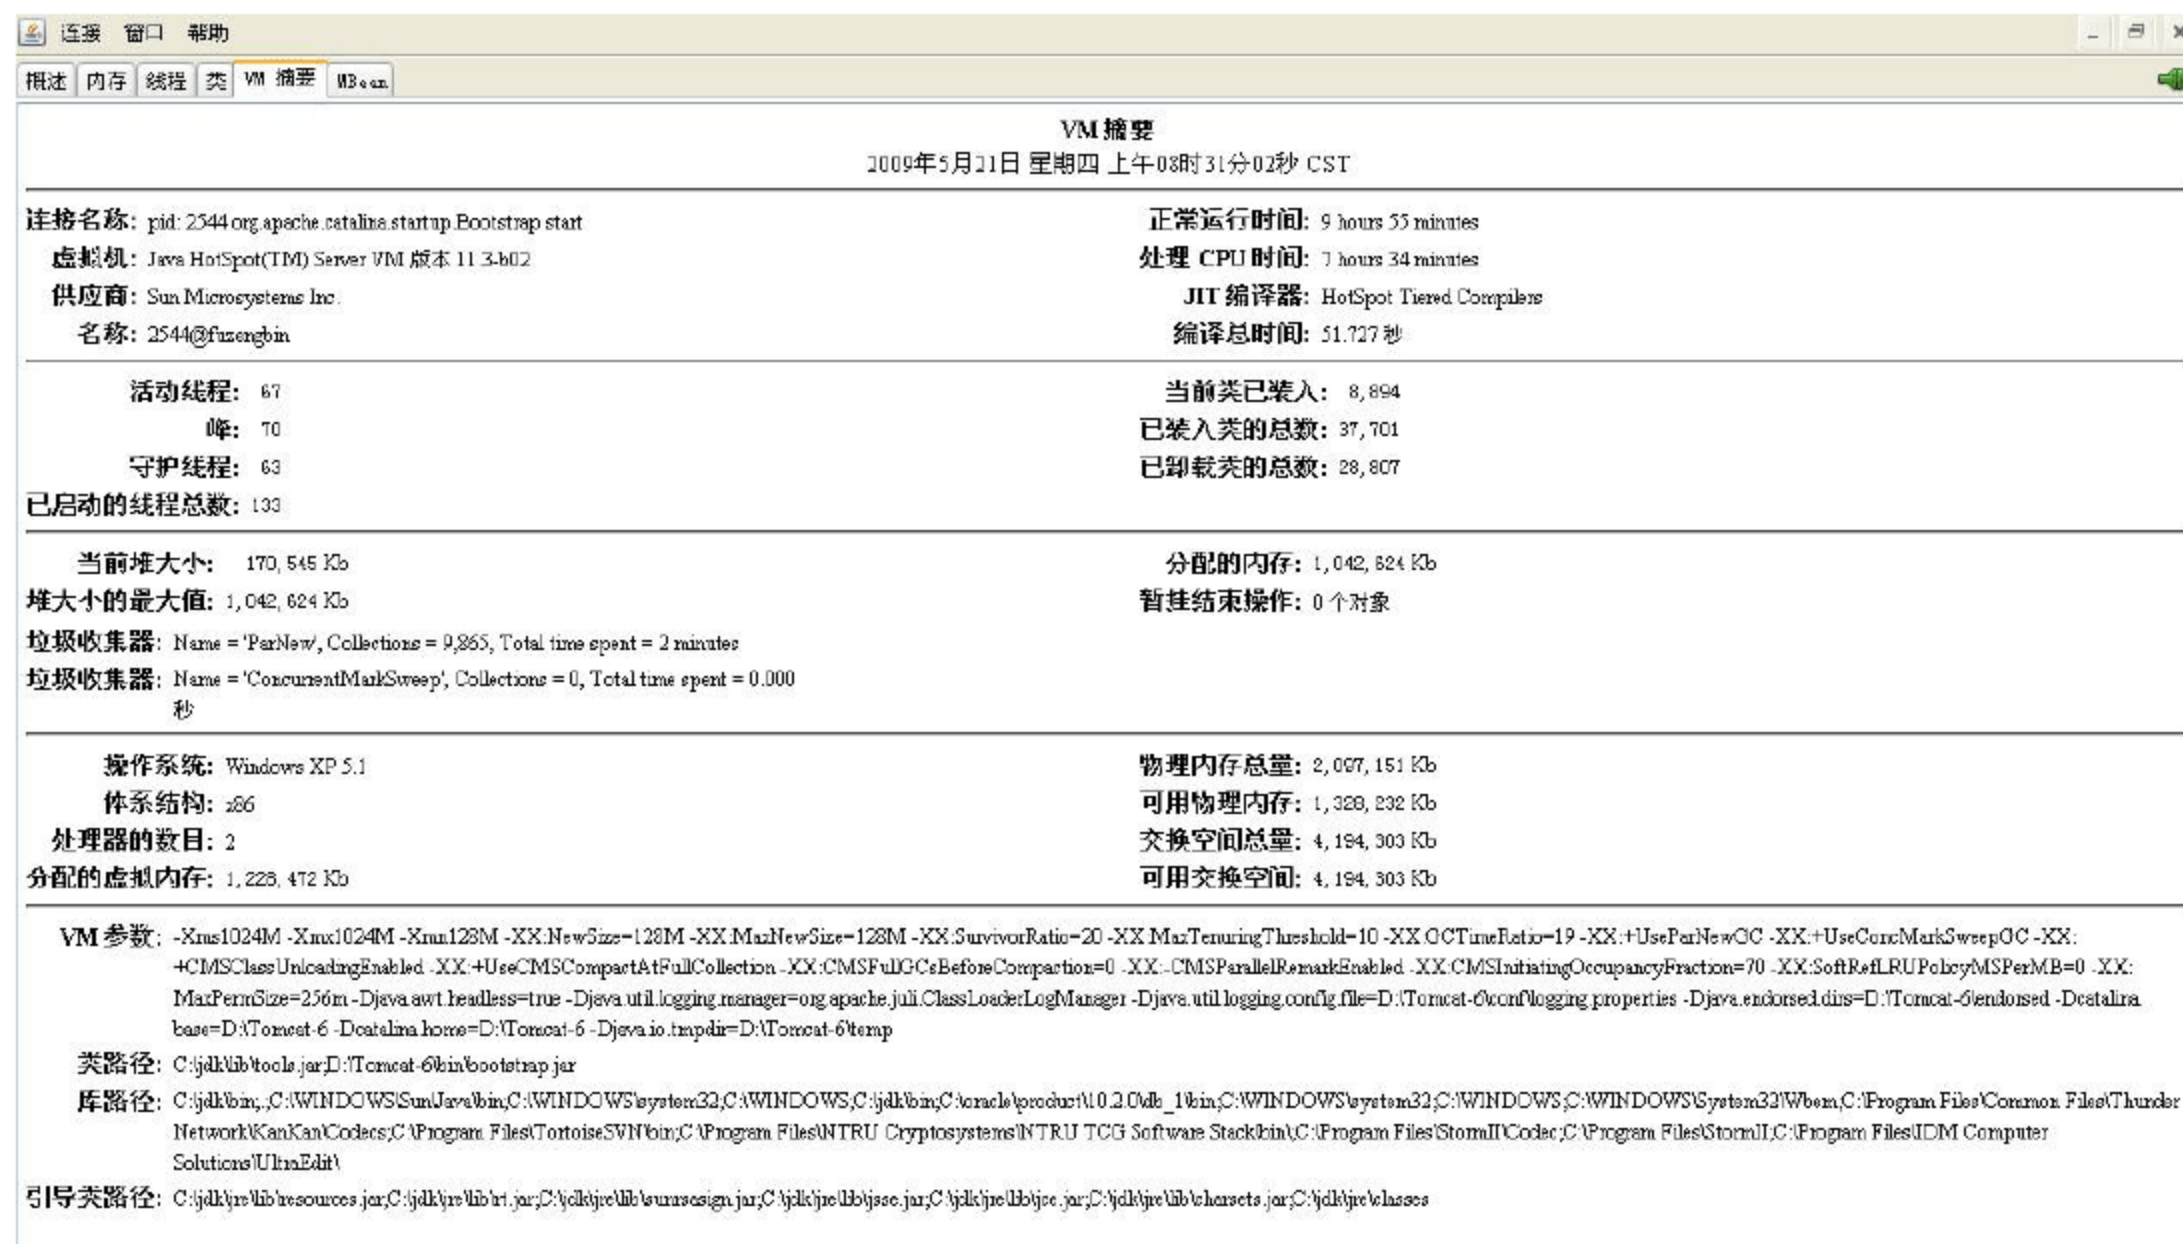 连接 窗口 帮助
概述 内存 线程 类 VM 摘要 MBean
VM 摘要
2009年5月21日 星期四 上午08时31分02秒 CST
连接名称: pid: 2544 org.apache.catalina.startup.Bootstrap start 正常运行时间: 9 hours 55 minutes
虚拟机: Java HotSpot(TM) Server VM 版本 11.3-b02 处理 CPU 时间: 7 hours 34 minutes
供应商: Sun Microsystems Inc. JIT 编译器: HotSpot Tiered Compilers
名称: 2544@fuzengbin 编译总时间: 51.727 秒
活动线程: 67 当前类已装入: 8,894
峰: 70 已装入类的总数: 37,701
守护线程: 63 已卸载类的总数: 28,807
已启动的线程总数: 133
当前堆大小: 170,545 Kb 分配的内存: 1,042,624 Kb
堆大小的最大值: 1,042,624 Kb 暂挂结束操作: 0 个对象
垃圾收集器: Name = 'ParNew', Collections = 9,865, Total time spent = 2 minutes
垃圾收集器: Name = 'ConcurrentMarkSweep', Collections = 0, Total time spent = 0.000
秒
操作系统: Windows XP 5.1 物理内存总量: 2,097,151 Kb
体系结构: x86 可用物理内存: 1,328,232 Kb
处理器的数目: 2 交换空间总量: 4,194,303 Kb
分配的虚拟内存: 1,228,472 Kb 可用交换空间: 4,194,303 Kb
VM 参数: -Xms1024M -Xmx1024M -Xmn128M -XX:NewSize=128M -XX:MaxNewSize=128M -XX:SurvivorRatio=20 -XX:MaxTenuringThreshold=10 -XX:GCTimeRatio=19 -XX:+UseParNewGC -XX:+UseConcMarkSweepGC -XX:
+CMSClassUnloadingEnabled -XX:+UseCMSCompactAtFullCollection -XX:CMSFullGCsBeforeCompaction=0 -XX:-CMSParallelRemarkEnabled -XX:CMSInitiatingOccupancyFraction=70 -XX:SoftRefLRUPolicyMSPerMB=0 -XX:
MaxPermSize=256m -Djava.awt.headless=true -Djava.util.logging.manager=org.apache.juli.ClassLoaderLogManager -Djava.util.logging.config.file=D:\Tomcat-6\conf\logging.properties -Djava.endorsed.dirs=D:\Tomcat-6\endorsed -Dcatalina.
base=D:\Tomcat-6 -Dcatalina.home=D:\Tomcat-6 -Djava.io.tmpdir=D:\Tomcat-6\temp
类路径: C:\jdk\lib\tools.jar;D:\Tomcat-6\bin\bootstrap.jar
库路径: C:\jdk\bin;.;C:\WINDOWS\Sun\Java\bin;C:\WINDOWS\system32;C:\WINDOWS;C:\jdk\bin;C:\oracle\product\10.2.0\db_1\bin;C:\WINDOWS\system32;C:\WINDOWS;C:\WINDOWS\System32\Wbem;C:\Program Files\Common Files\Thunder
Network\KanKan\Codecs;C:\Program Files\TortoiseSVN\bin;C:\Program Files\NTRU Cryptosystems\NTRU TCG Software Stack\bin\;C:\Program Files\StormII\Codec;C:\Program Files\StormII;C:\Program Files\IDM Computer
Solutions\UltraEdit\
引导类路径: C:\jdk\jre\lib\resources.jar;C:\jdk\jre\lib\rt.jar;C:\jdk\jre\lib\sunrsasign.jar;C:\jdk\jre\lib\jsse.jar;C:\jdk\jre\lib\jce.jar;C:\jdk\jre\lib\charsets.jar;C:\jdk\jre\classes